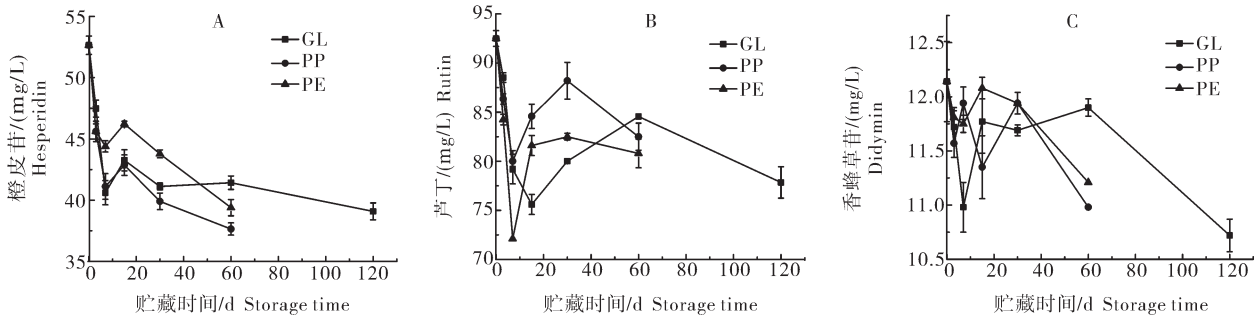 A
橙皮苷/(mg/L)
Hesperidin
55
50
45
40
35
GL
PP
PE
0 20 40 60 80 100 120
贮藏时间/d Storage time
B
芦丁/(mg/L) Rutin
95
90
85
80
75
70
GL
PP
PE
0 20 40 60 80 100 120
贮藏时间/d Storage time
C
香蜂草苷/(mg/L)
Didymin
12.5
12.0
11.5
11.0
10.5
GL
PP
PE
0 20 40 60 80 100 120
贮藏时间/d Storage time